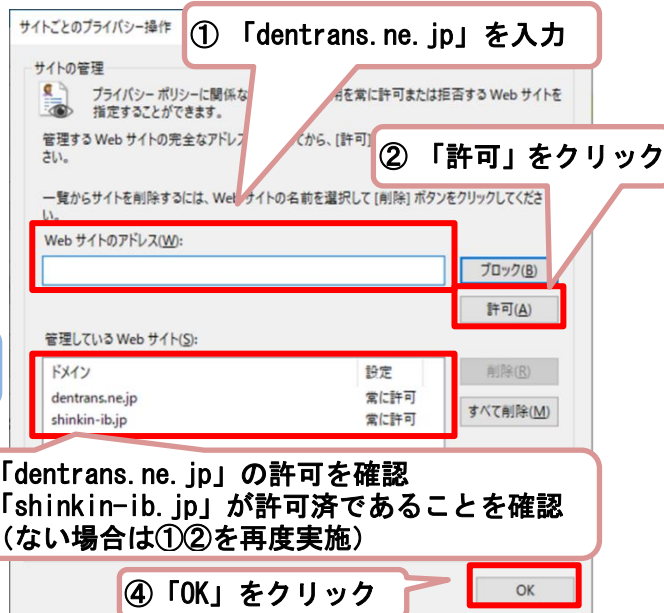 サイトごとのプライバシー操作
① 「dentrans.ne.jp」を入力
サイトの管理
プライバシー ポリシーに関係な
用を常に許可または拒否する Web サイトを
指定することができます。
管理する Web サイトの完全なアドレ
てから、[許可]
さい。
② 「許可」をクリック
一覧からサイトを削除するには、Web サイトの名前を選択して [削除] ボタンをクリックしてくださ
い。
Web サイトのアドレス(W):
ブロック(B)
許可(A)
管理している Web サイト(S):
ドメイン 設定
削除(R)
dentrans.ne.jp 常に許可
shinkin-ib.jp 常に許可
すべて削除(M)
「dentrans.ne.jp」の許可を確認
「shinkin-ib.jp」が許可済であることを確認
(ない場合は①②を再度実施)
④「OK」をクリック
OK